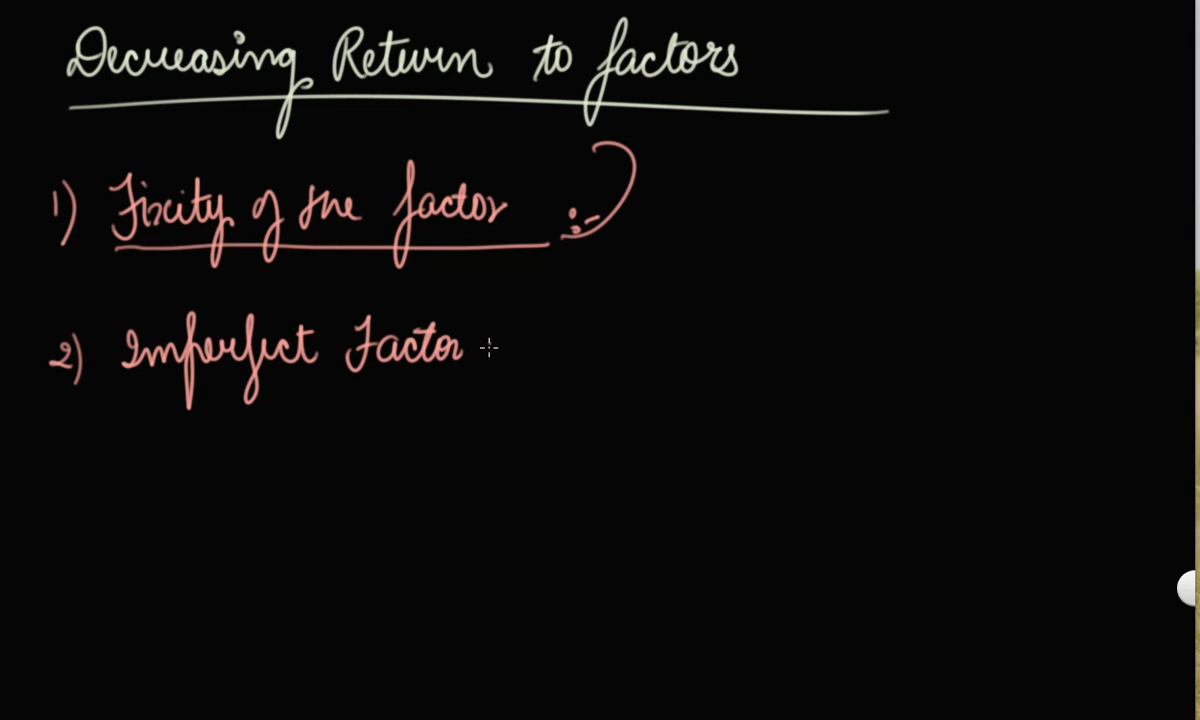 Decreasing Return to factors
1) Fixity of the factor :-
2) Imperfect Factor